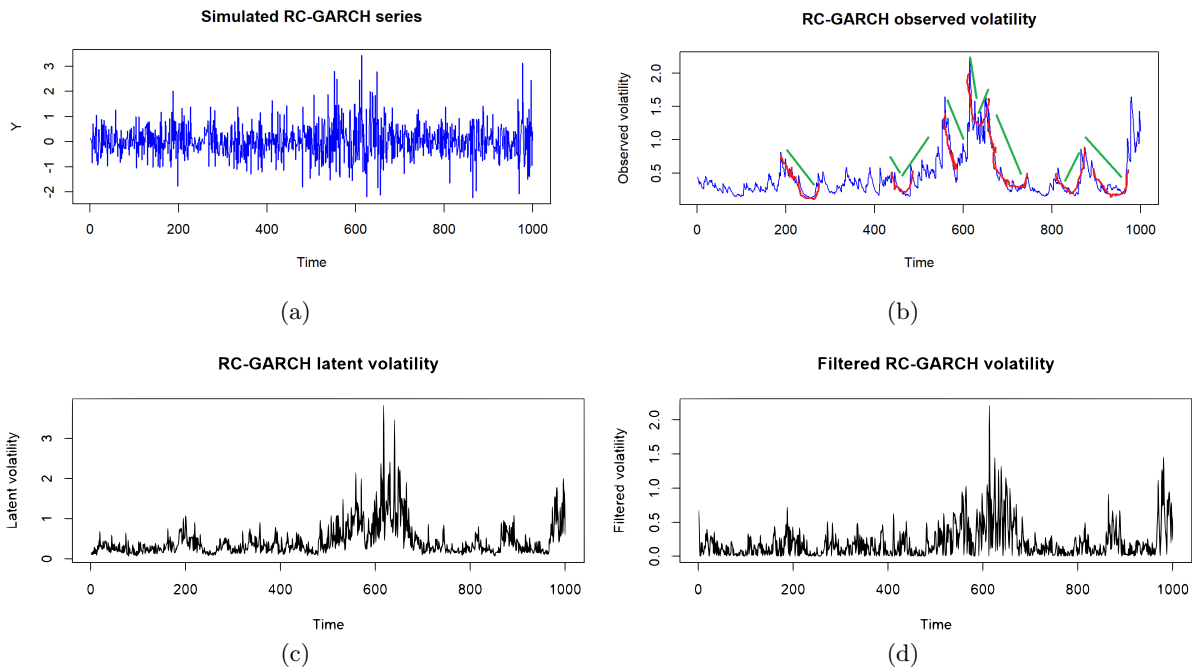 Simulated RC-GARCH series
Y
3
2
1
0
-1
-2
0 200 400 600 800 1000
Time
(a)
RC-GARCH observed volatility
Observed volatility
2.0
1.5
1.0
0.5
0 200 400 600 800 1000
Time
(b)
RC-GARCH latent volatility
Latent volatility
3
2
1
0
0 200 400 600 800 1000
Time
(c)
Filtered RC-GARCH volatility
Filtered volatility
2.0
1.5
1.0
0.5
0.0
0 200 400 600 800 1000
Time
(d)